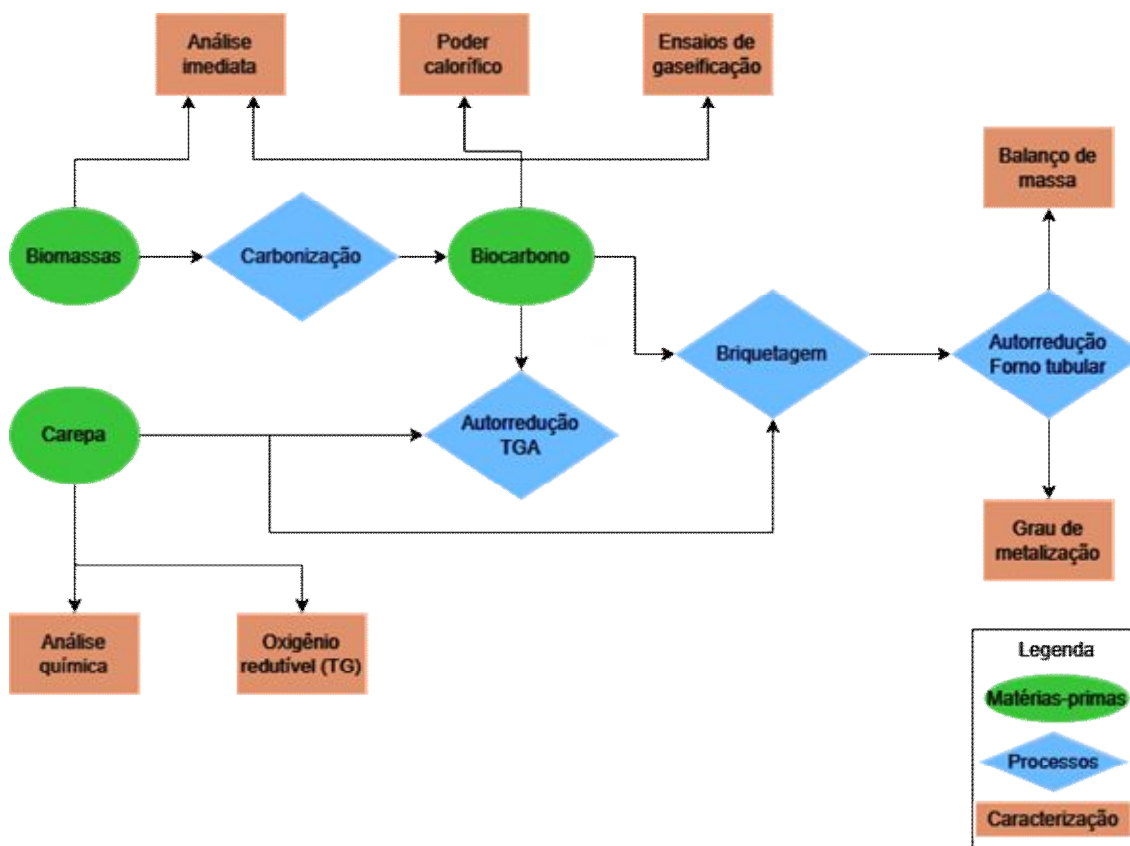 Análise
imediata
Poder
calorífico
Ensaios de
gaseificação
Balanço de
massa
Biomassas
Carbonização
Biocarbono
Briquetagem
Autorredução
Forno tubular
Carepa
Autorredução
TGA
Grau de
metalização
Análise
química
Oxigênio
redutível (TG)
Legenda
Matérias-primas
Processos
Caracterização